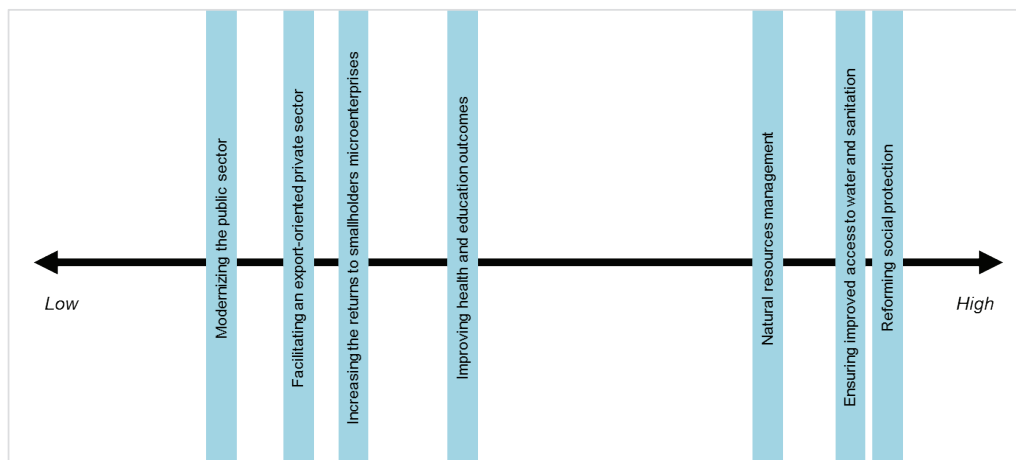 Modernizing the public sector
Facilitating an export-oriented private sector
Increasing the returns to smallholders microenterprises
Improving health and education outcomes
Natural resources management
Ensuring improved access to water and sanitation
Reforming social protection
Low
High